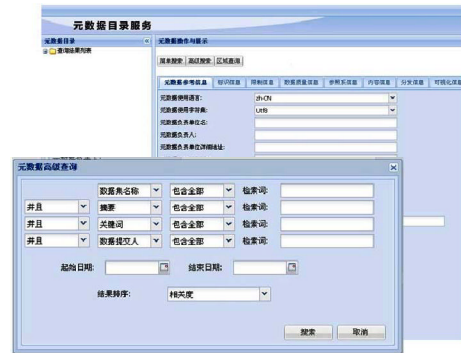 元数据目录服务
元数据目录
元数据操作与展示
查询结果列表
简单搜索 高级搜索 区域查询
元数据参考信息 标识信息 限制信息 数据质量信息 参照系信息 内容信息 分发信息 可视化信息
元数据使用语言: zh-CN
元数据使用字符集: Utf8
元数据负责单位名:
元数据负责人:
元数据负责单位详细地址:
元数据高级查询
数据集名称 包含全部 检索词:
并且 摘要 包含全部 检索词:
并且 关键词 包含全部 检索词:
并且 数据提交人 包含全部 检索词:
起始日期: 结束日期:
结果排序: 相关度
搜索 取消